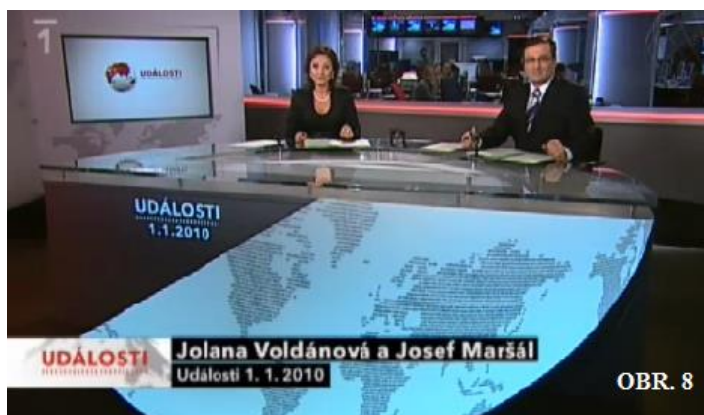 1
UDÁLOSTI
UDÁLOSTI
1.1.2010
UDÁLOSTI
Jolana Voldánová a Josef Maršál
Události 1. 1. 2010
OBR. 8